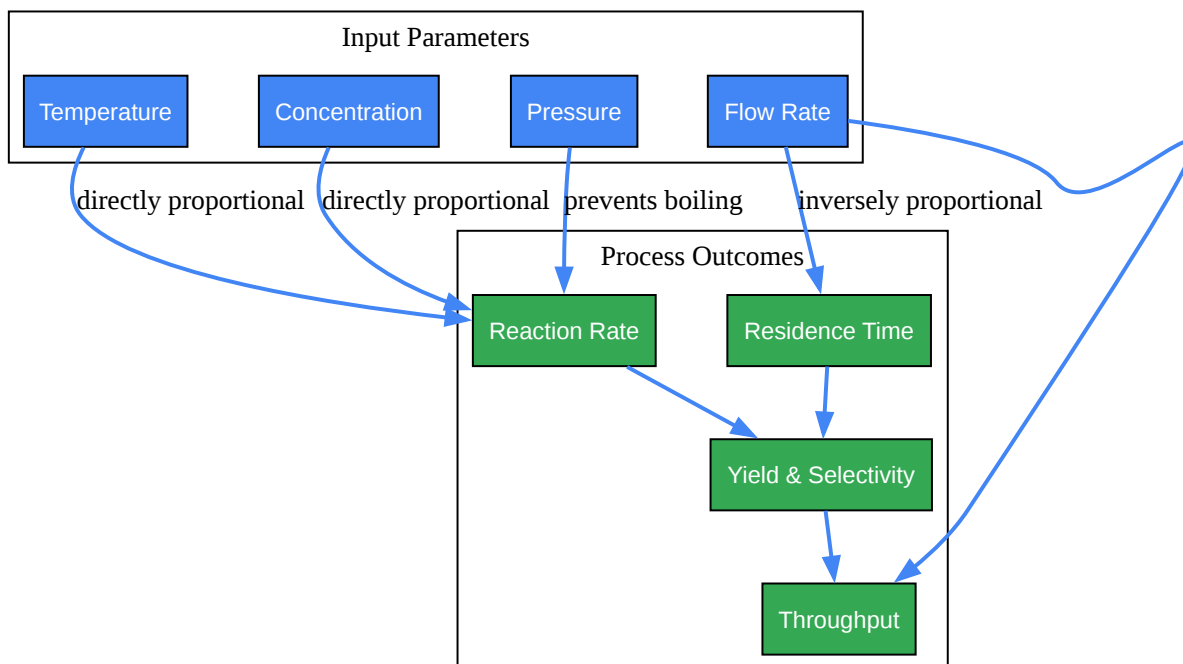 Input Parameters
Temperature
Concentration
Pressure
Flow Rate
directly proportional
directly proportional
prevents boiling
inversely proportional
Process Outcomes
Reaction Rate
Residence Time
Yield & Selectivity
Throughput